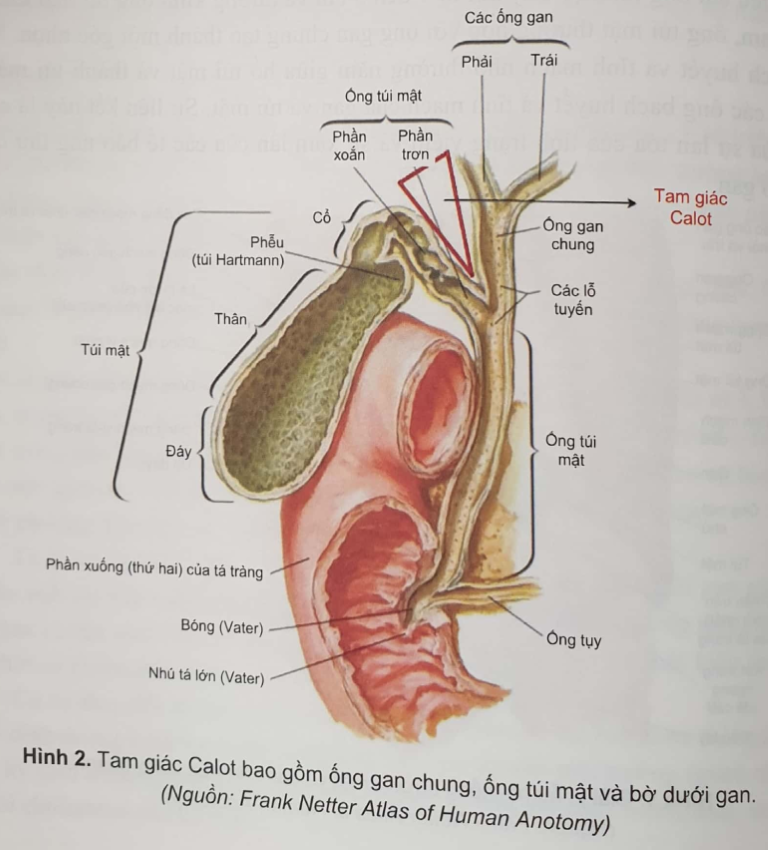 Các ống gan
Phải
Trái
Ống túi mật
Phần
xoắn
Phần
trơn
Tam giác
Calot
Cổ
Ống gan
chung
Phễu
(túi Hartmann)
Các lỗ
tuyến
Thân
Túi mật
Ống túi
mật
Đáy
Phần xuống (thứ hai) của tá tràng
Bóng (Vater)
Ống tụy
Nhú tá lớn (Vater)
Hình 2. Tam giác Calot bao gồm ống gan chung, ống túi mật và bờ dưới gan.
(Nguồn: Frank Netter Atlas of Human Anotomy)